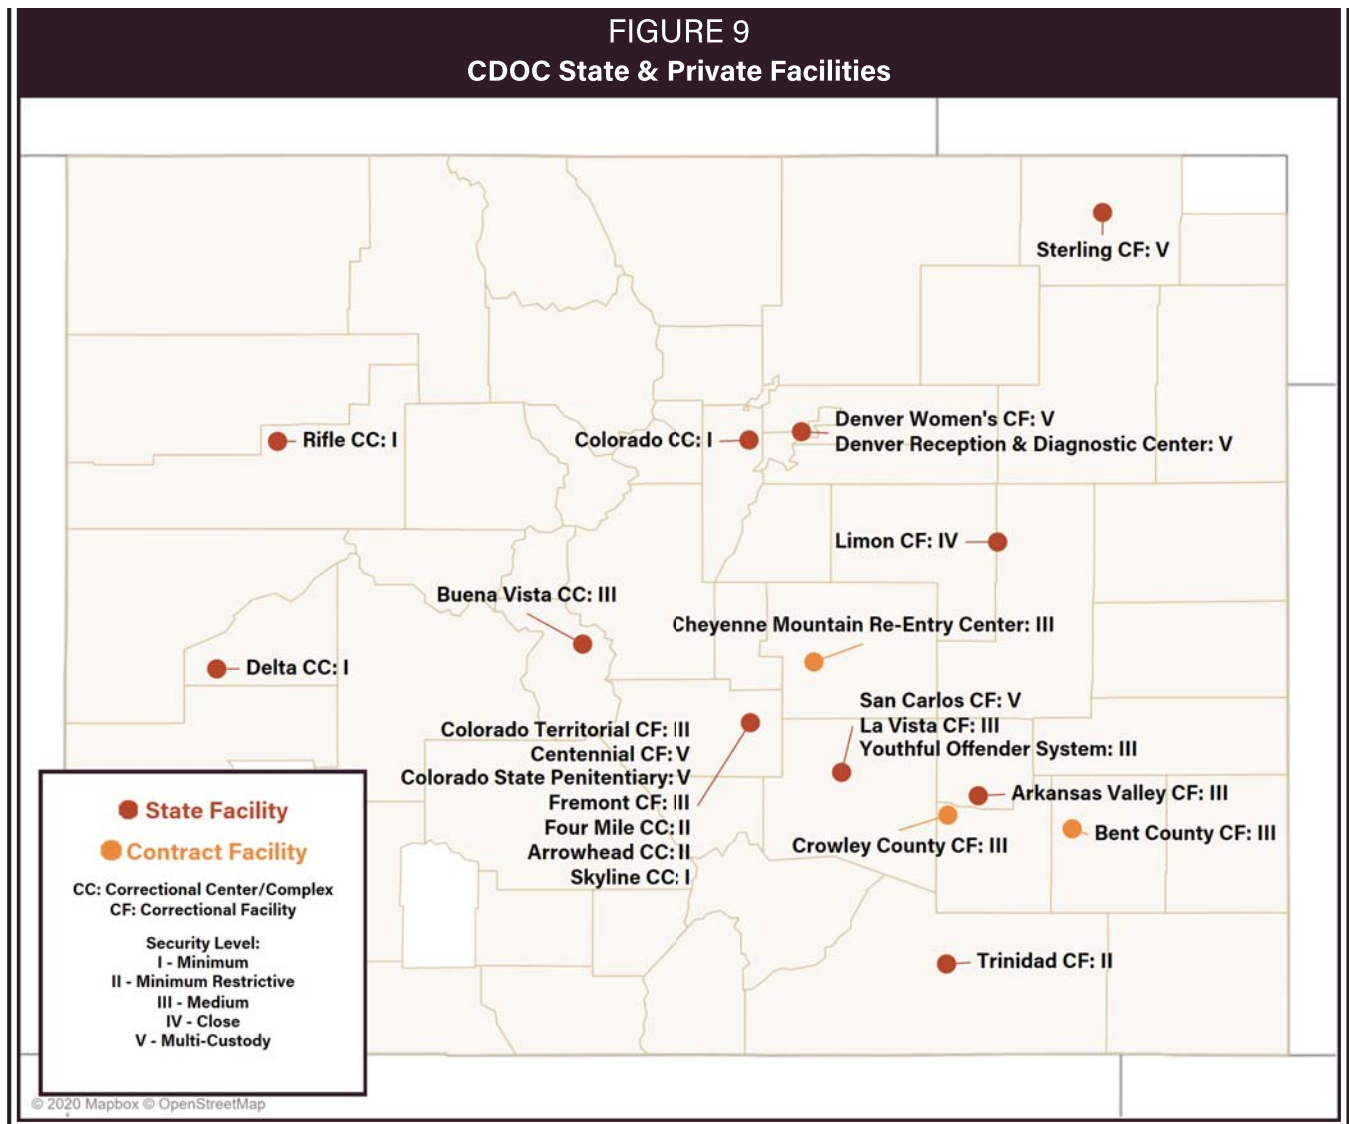 FIGURE 9
CDOC State & Private Facilities
Sterling CF: V
Denver Women's CF: V
Denver Reception & Diagnostic Center: V
Rifle CC: I
Colorado CC: I
Limon CF: IV
Buena Vista CC: III
Cheyenne Mountain Re-Entry Center: III
Delta CC: I
San Carlos CF: V
La Vista CF: III
Youthful Offender System: III
Colorado Territorial CF: III
Centennial CF: V
Colorado State Penitentiary: V
Fremont CF: III
Four Mile CC: II
Arrowhead CC: II
Skyline CC: I
Arkansas Valley CF: III
Crowley County CF: III
Bent County CF: III
Trinidad CF: II
State Facility
Contract Facility
CC: Correctional Center/Complex
CF: Correctional Facility
Security Level:
I - Minimum
II - Minimum Restrictive
III - Medium
IV - Close
V - Multi-Custody
© 2020 Mapbox © OpenStreetMap